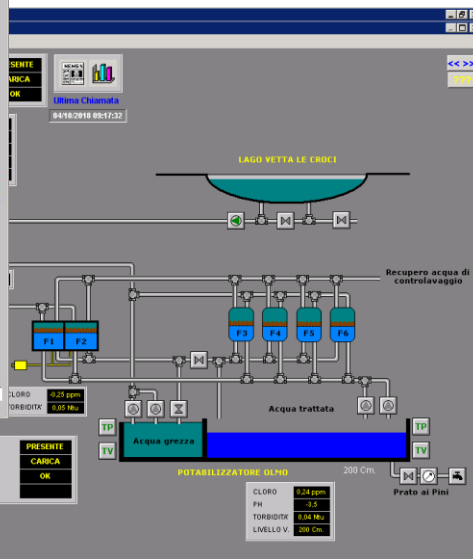 ESENTE
ARICA
OK
NEWS
Ultima Chiamata
04/10/2018 09:17:32
<< >>
???
LAGO VETTA LE CROCI
Recupero acqua di
controlavaggio
F1
F2
F3
F4
F5
F6
CLORO
-0,25 ppm
TORBIDITA'
0,05 Ntu
Acqua trattata
TP
Acqua grezza
TP
TV
TV
PRESENTE
CARICA
OK
POTABILIZZATORE OLMO
200 Cm.
Prato ai Pini
CLORO
0,24 ppm
PH
-3,5
TORBIDITA'
0,04 Ntu
LIVELLO V.
200 Cm.